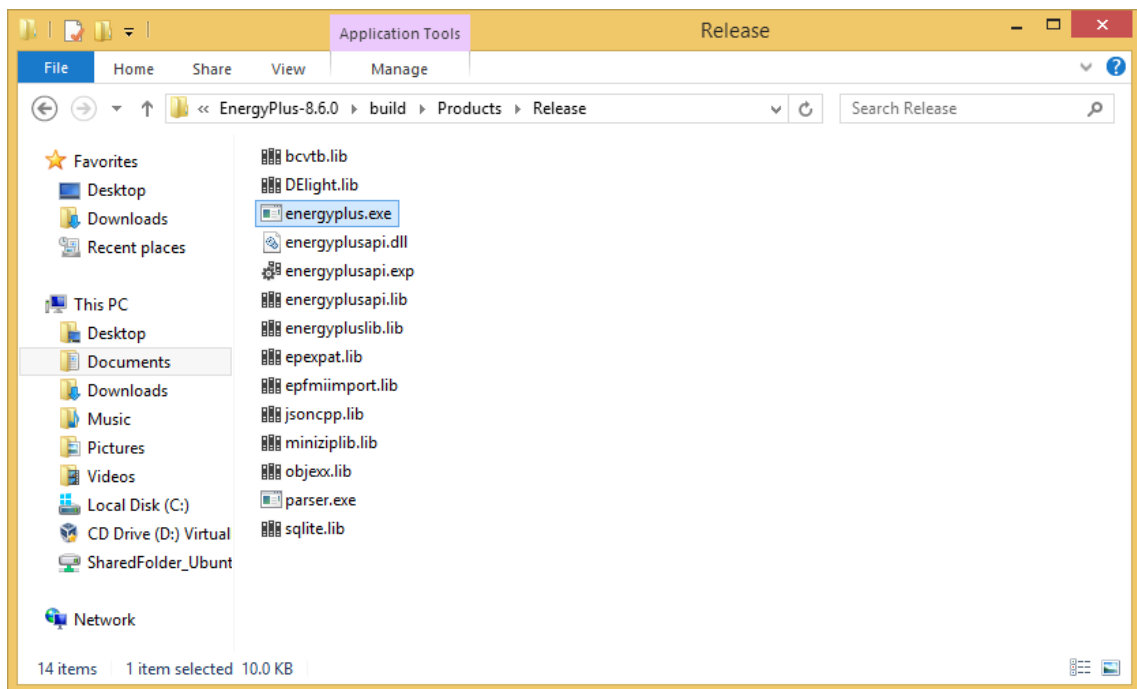 Application Tools
Release
File Home Share View Manage
« EnergyPlus-8.6.0 build Products Release
Search Release
Favorites
Desktop
Downloads
Recent places
This PC
Desktop
Documents
Downloads
Music
Pictures
Videos
Local Disk (C:)
CD Drive (D:) Virtual
SharedFolder_Ubunt
Network
bcvtb.lib
DElight.lib
energyplus.exe
energyplusapi.dll
energyplusapi.exp
energyplusapi.lib
energypluslib.lib
epexpat.lib
epfmiimport.lib
jsoncpp.lib
miniziplib.lib
objexx.lib
parser.exe
sqlite.lib
14 items 1 item selected 10.0 KB